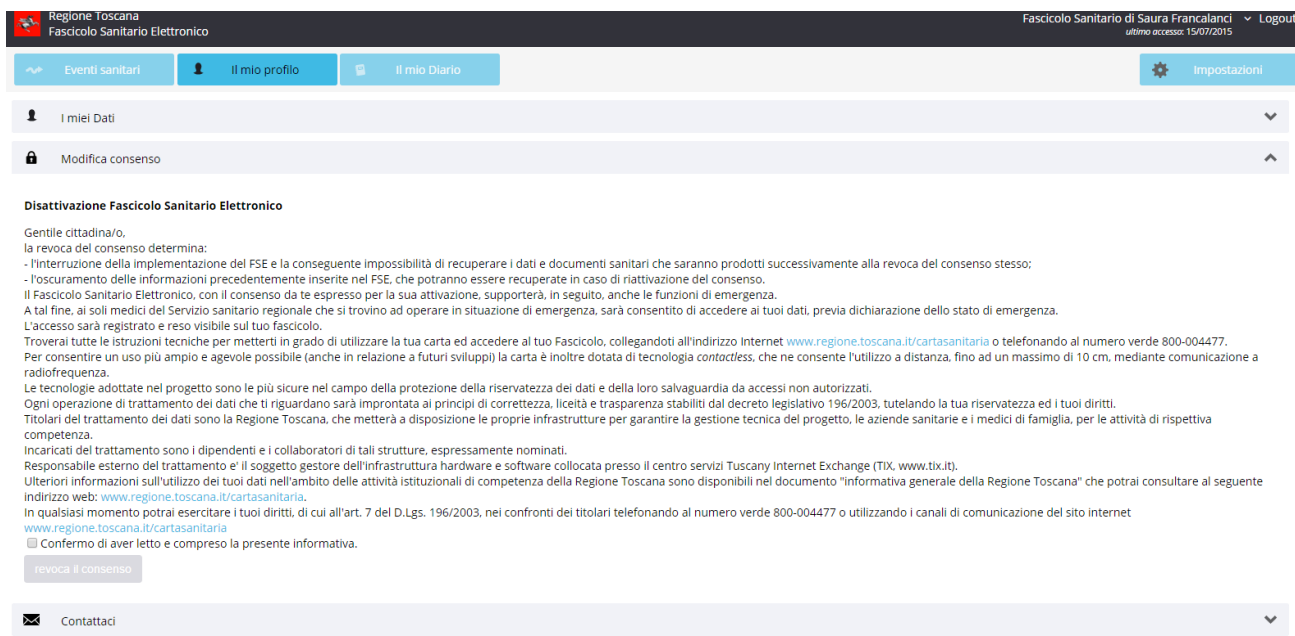 Regione Toscana
Fascicolo Sanitario Elettronico
Fascicolo Sanitario di Saura Francalanci
Logout
ultimo accesso: 15/07/2015
Eventi sanitari
Il mio profilo
Il mio Diario
Impostazioni
I miei Dati
Modifica consenso
Disattivazione Fascicolo Sanitario Elettronico
Gentile cittadina/o,
la revoca del consenso determina:
- l'interruzione della implementazione del FSE e la conseguente impossibilità di recuperare i dati e documenti sanitari che saranno prodotti successivamente alla revoca del consenso stesso;
- l'oscuramento delle informazioni precedentemente inserite nel FSE, che potranno essere recuperate in caso di riattivazione del consenso.
Il Fascicolo Sanitario Elettronico, con il consenso da te espresso per la sua attivazione, supporterà, in seguito, anche le funzioni di emergenza.
A tal fine, ai soli medici del Servizio sanitario regionale che si trovino ad operare in situazione di emergenza, sarà consentito di accedere ai tuoi dati, previa dichiarazione dello stato di emergenza.
L'accesso sarà registrato e reso visibile sul tuo fascicolo.
Troverai tutte le istruzioni tecniche per metterti in grado di utilizzare la tua carta ed accedere al tuo Fascicolo, collegandoti all'indirizzo Internet www.regione.toscana.it/cartasanitaria o telefonando al numero verde 800-004477.
Per consentire un uso più ampio e agevole possibile (anche in relazione a futuri sviluppi) la carta è inoltre dotata di tecnologia contactless, che ne consente l'utilizzo a distanza, fino ad un massimo di 10 cm, mediante comunicazione a
radiofrequenza.
Le tecnologie adottate nel progetto sono le più sicure nel campo della protezione della riservatezza dei dati e della loro salvaguardia da accessi non autorizzati.
Ogni operazione di trattamento dei dati che ti riguardano sarà improntata ai principi di correttezza, liceità e trasparenza stabiliti dal decreto legislativo 196/2003, tutelando la tua riservatezza ed i tuoi diritti.
Titolari del trattamento dei dati sono la Regione Toscana, che metterà a disposizione le proprie infrastrutture per garantire la gestione tecnica del progetto, le aziende sanitarie e i medici di famiglia, per le attività di rispettiva
competenza.
Incaricati del trattamento sono i dipendenti e i collaboratori di tali strutture, espressamente nominati.
Responsabile esterno del trattamento e' il soggetto gestore dell'infrastruttura hardware e software collocata presso il centro servizi Tuscany Internet Exchange (TIX, www.tix.it).
Ulteriori informazioni sull'utilizzo dei tuoi dati nell'ambito delle attività istituzionali di competenza della Regione Toscana sono disponibili nel documento "informativa generale della Regione Toscana" che potrai consultare al seguente
indirizzo web: www.regione.toscana.it/cartasanitaria.
In qualsiasi momento potrai esercitare i tuoi diritti, di cui all'art. 7 del D.Lgs. 196/2003, nei confronti dei titolari telefonando al numero verde 800-004477 o utilizzando i canali di comunicazione del sito internet
www.regione.toscana.it/cartasanitaria
Confermo di aver letto e compreso la presente informativa.
revoca il consenso
Contattaci